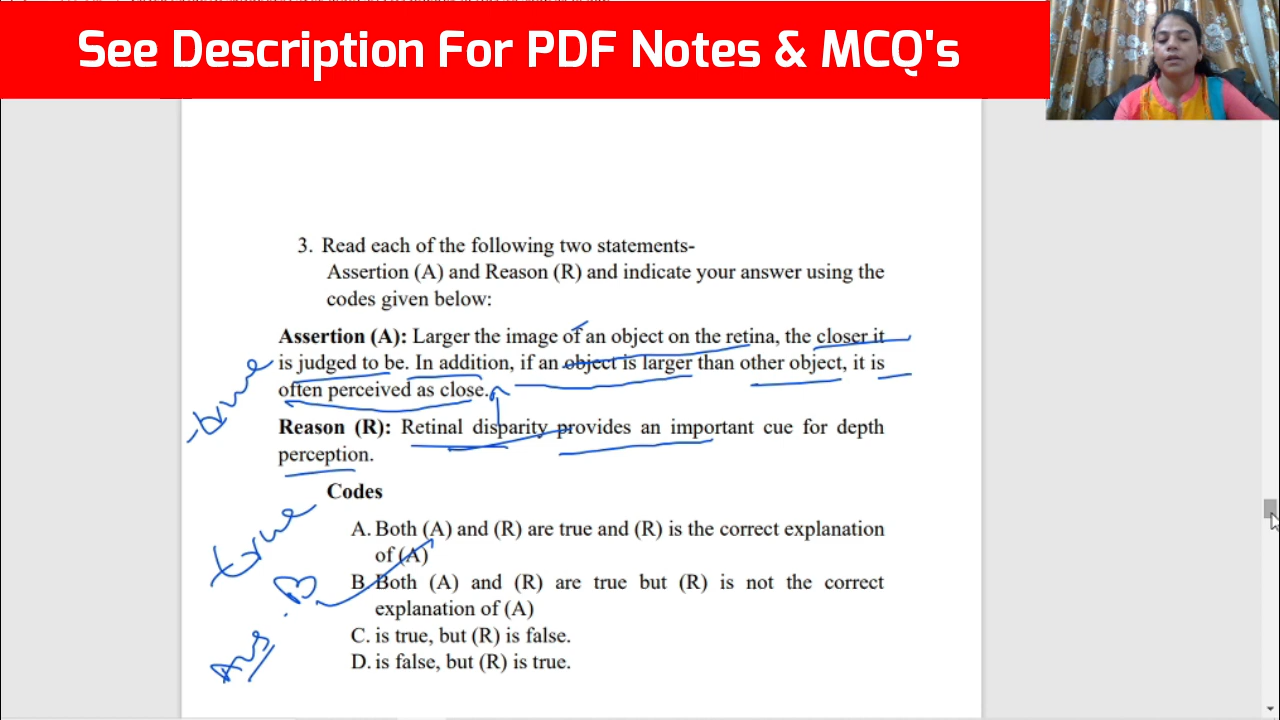 See Description For PDF Notes & MCQ's
3. Read each of the following two statements-
Assertion (A) and Reason (R) and indicate your answer using the
codes given below:
Assertion (A): Larger the image of an object on the retina, the closer it
is judged to be. In addition, if an object is larger than other object, it is
often perceived as close.
true
Reason (R): Retinal disparity provides an important cue for depth
perception.
true
Codes
A. Both (A) and (R) are true and (R) is the correct explanation
of (A)
B. Both (A) and (R) are true but (R) is not the correct
explanation of (A)
C. is true, but (R) is false.
D. is false, but (R) is true.
Ans. B